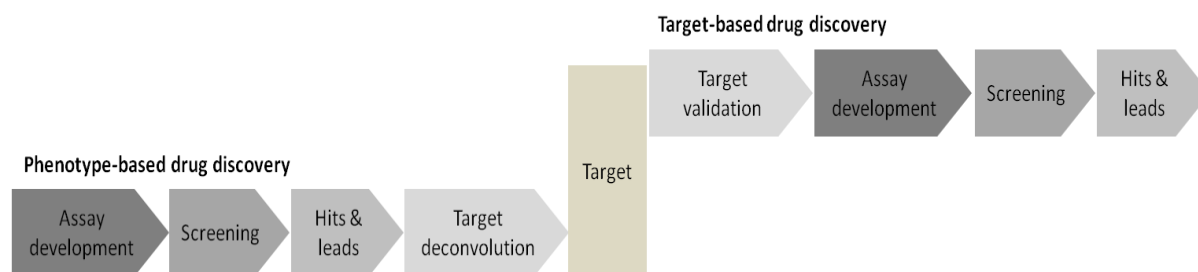 Target-based drug discovery
Target
validation
Assay
development
Screening
Hits &
leads
Phenotype-based drug discovery
Assay
development
Screening
Hits &
leads
Target
deconvolution
Target